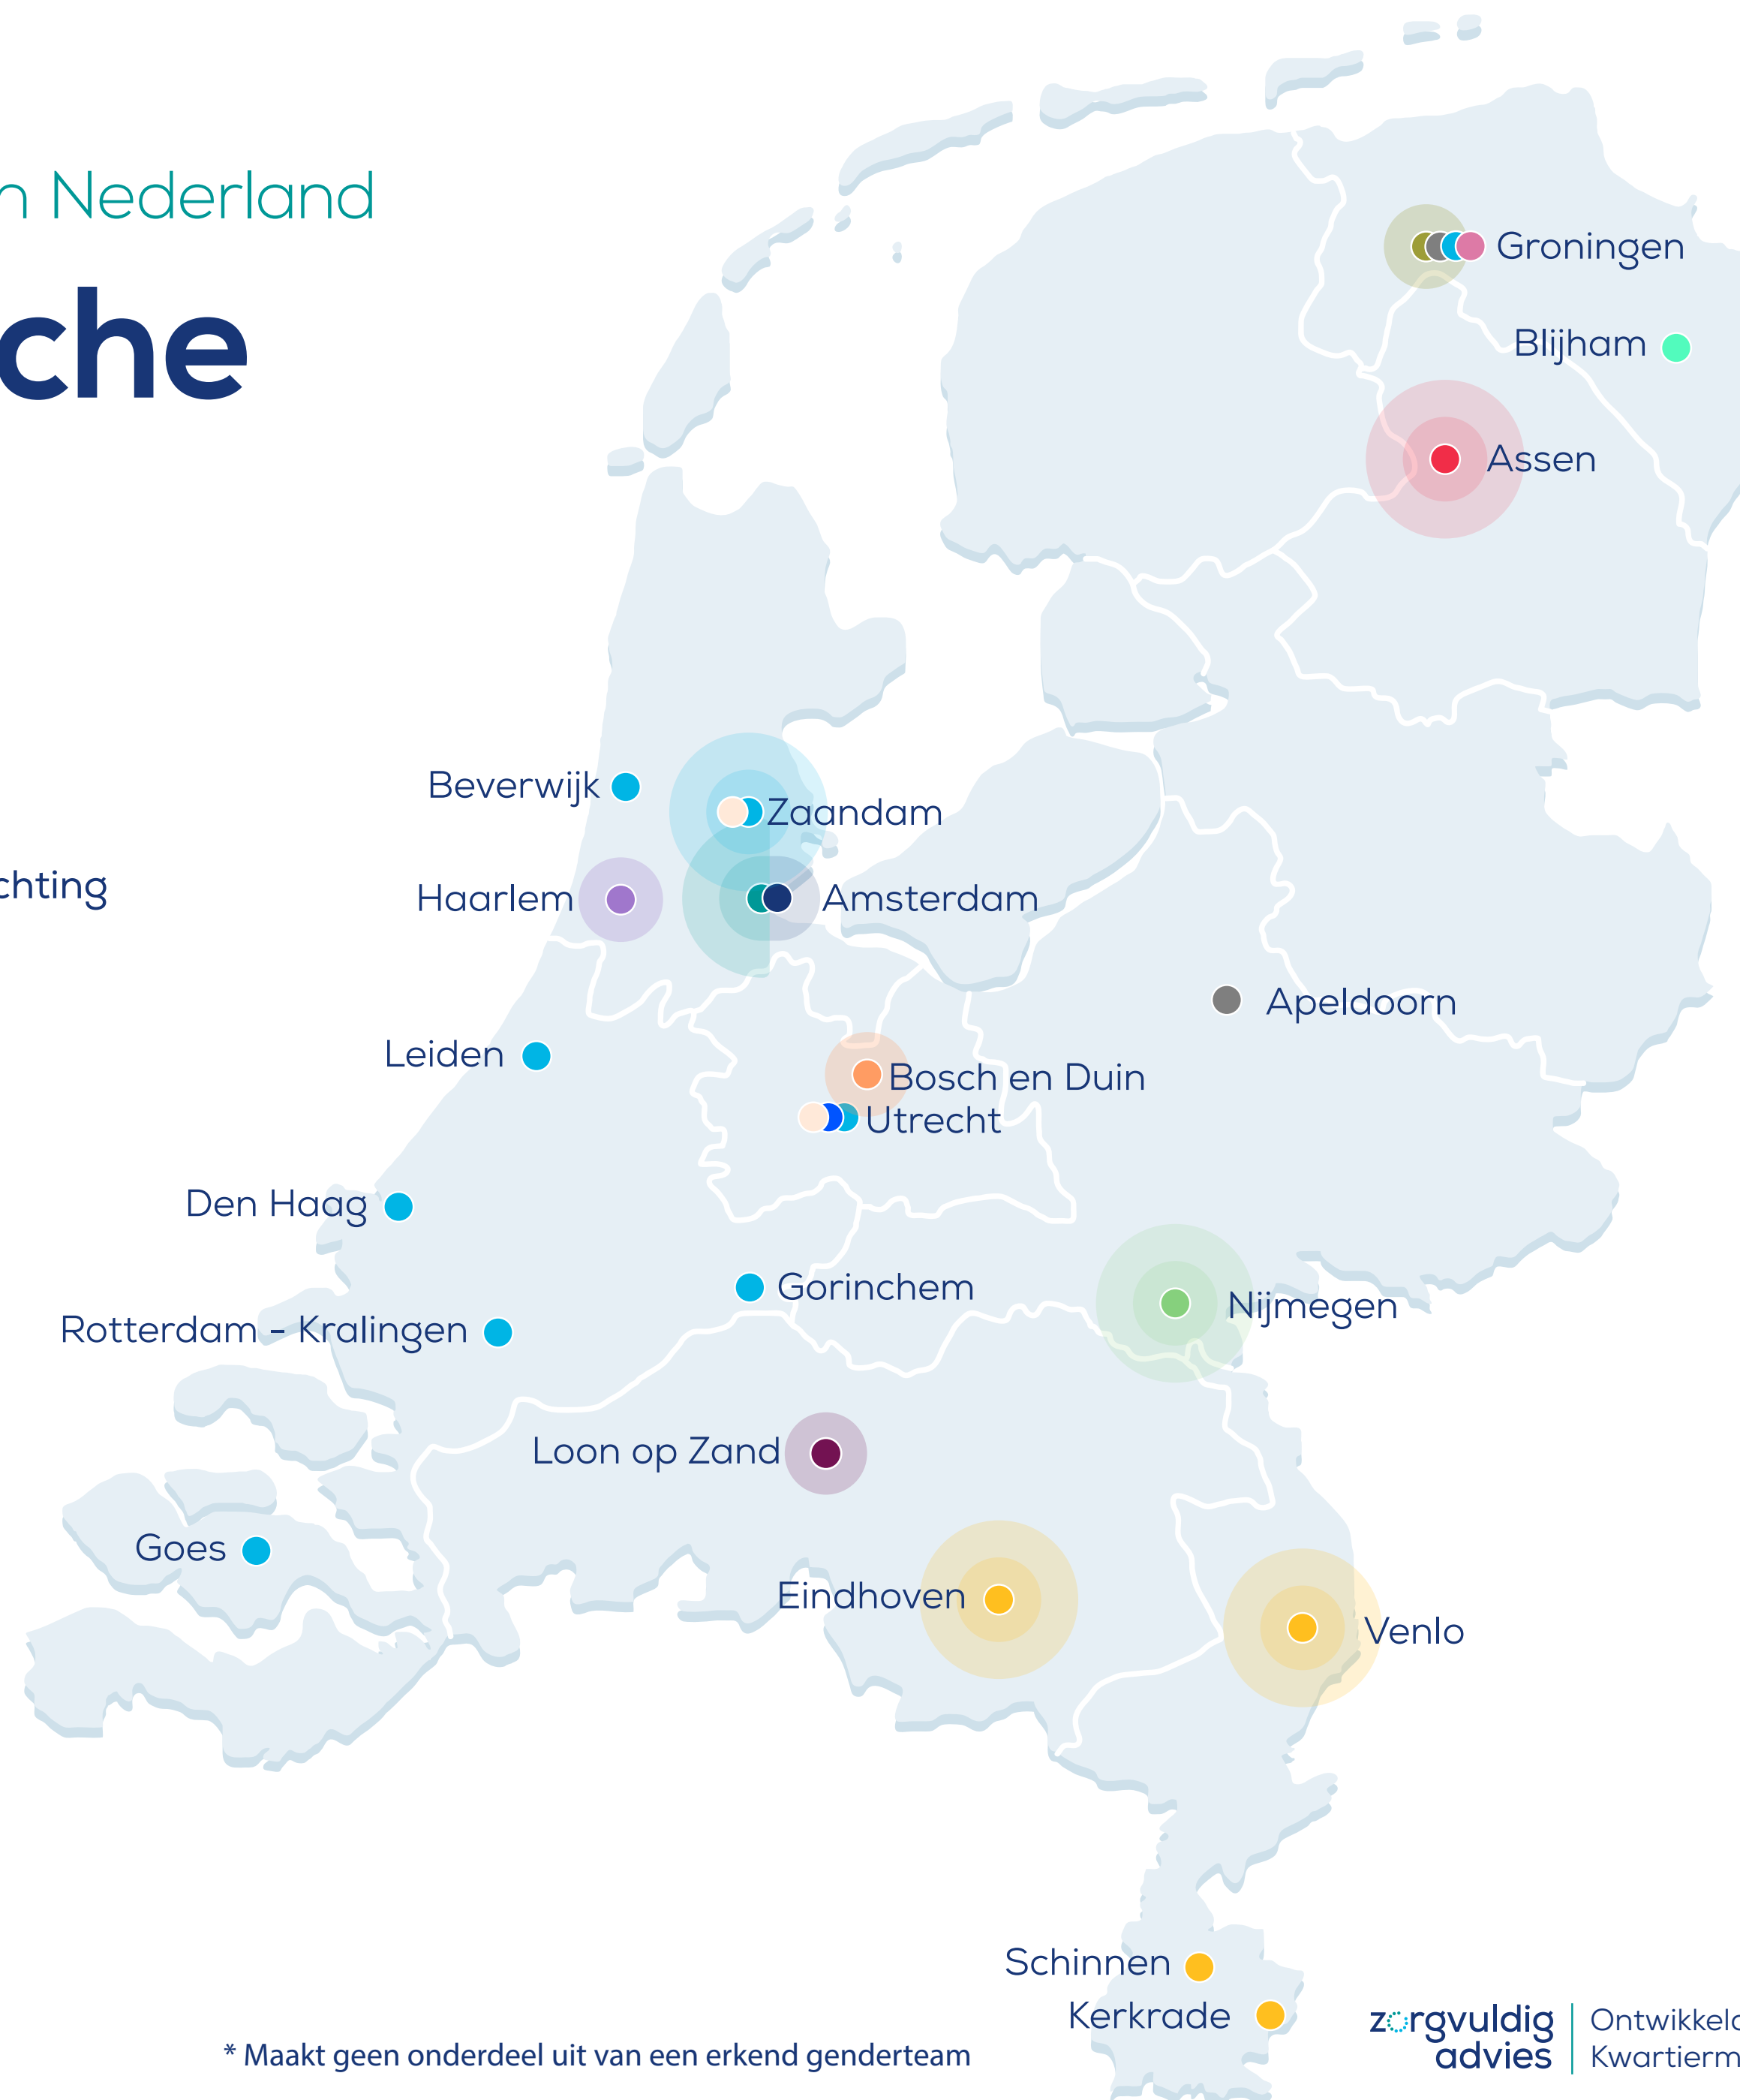 n Nederland
che
Groningen
Blijham
Assen
Beverwijk
Zaandam
chting
Haarlem
Amsterdam
Apeldoorn
Leiden
Bosch en Duin
Utrecht
Den Haag
Gorinchem
Nijmegen
Rotterdam - Kralingen
Loon op Zand
Goes
Eindhoven
Venlo
Schinnen
Kerkrade
* Maakt geen onderdeel uit van een erkend genderteam
zorgvuldig
advies
Ontwikkeld
Kwartierm